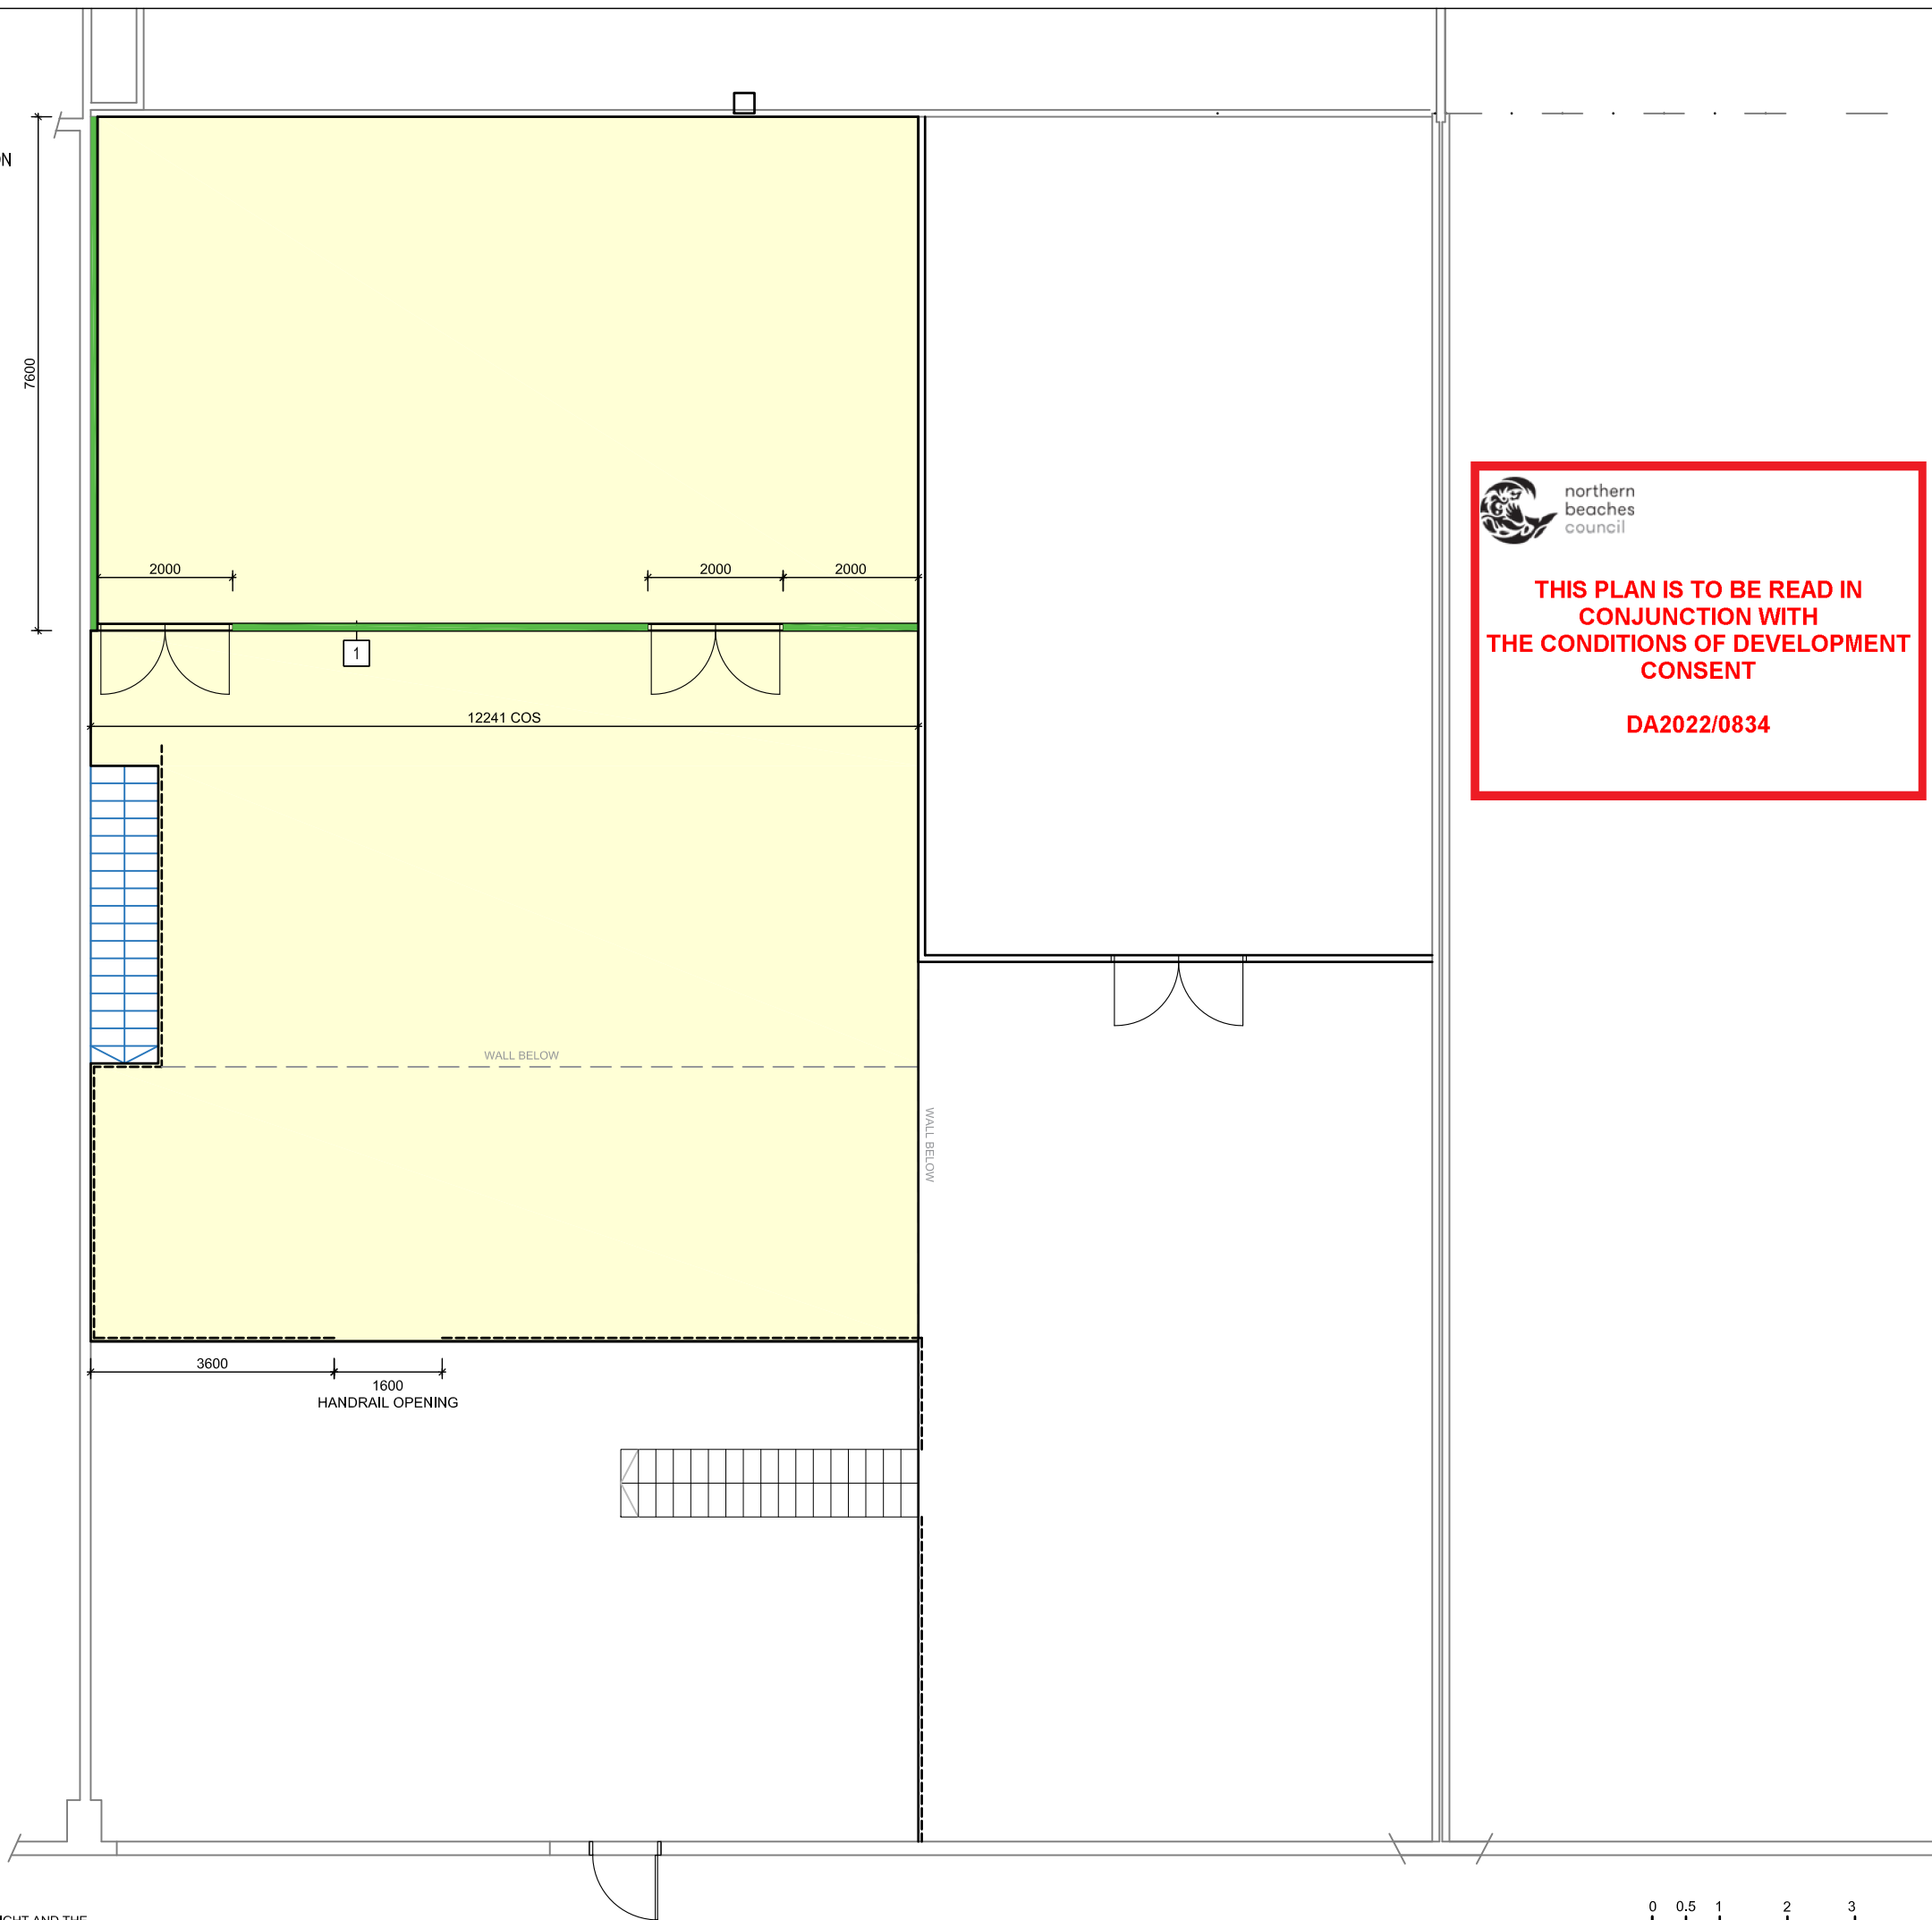 7600
2000
2000
2000
1
12241 COS
WALL BELOW
WALL BELOW
3600
1600
HANDRAIL OPENING
northern
beaches
council
THIS PLAN IS TO BE READ IN
CONJUNCTION WITH
THE CONDITIONS OF DEVELOPMENT
CONSENT
DA2022/0834
AND THE
0 0.5 1 2 3